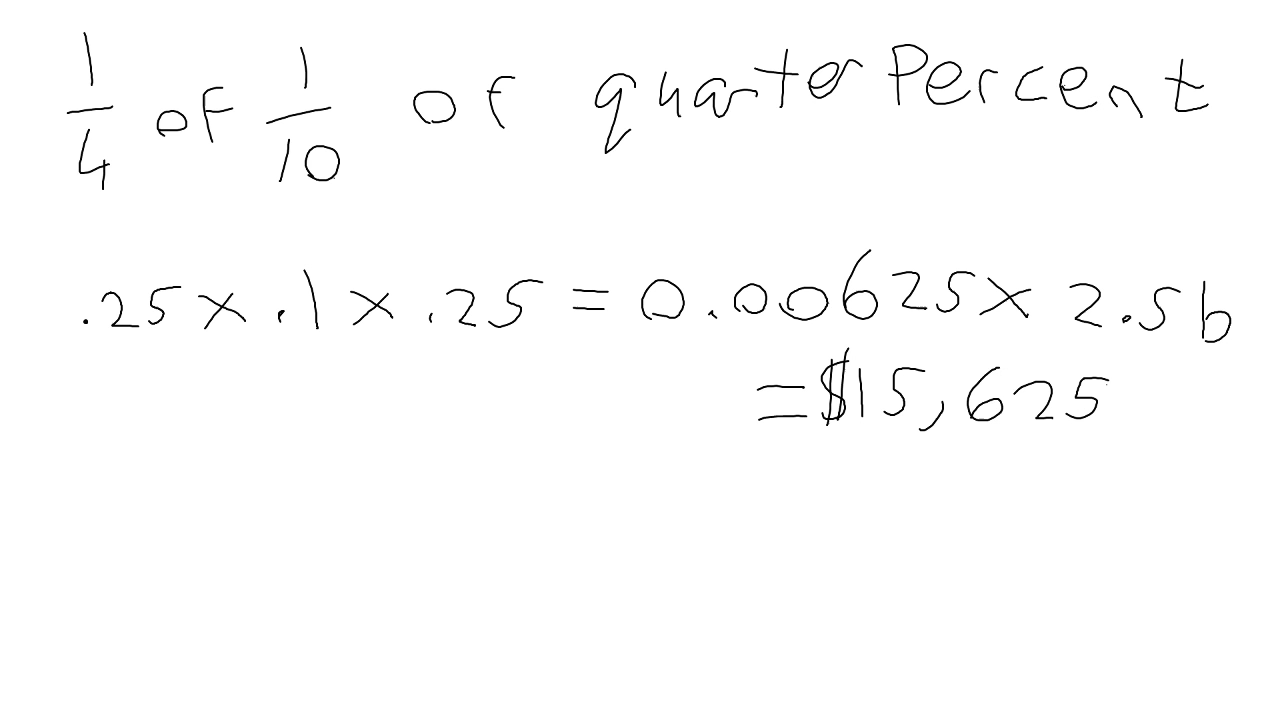 1/4 of 1/10 of quarter Percent
.25 x .1 x .25 = 0.00625 x 2.5b
= $15,625